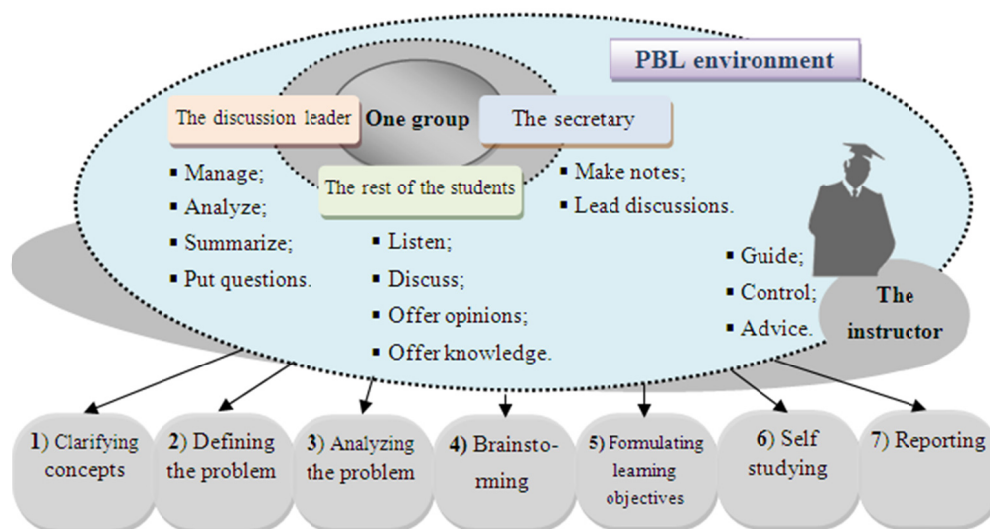 PBL environment
The discussion leader
One group
The secretary
The rest of the students
▪ Manage;
▪ Analyze;
▪ Summarize;
▪ Put questions.
▪ Listen;
▪ Discuss;
▪ Offer opinions;
▪ Offer knowledge.
▪ Make notes;
▪ Lead discussions.
▪ Guide;
▪ Control;
▪ Advice.
The
instructor
1) Clarifying
concepts
2) Defining
the problem
3) Analyzing
the problem
4) Brainsto-
rming
5) Formulating
learning
objectives
6) Self
studying
7) Reporting